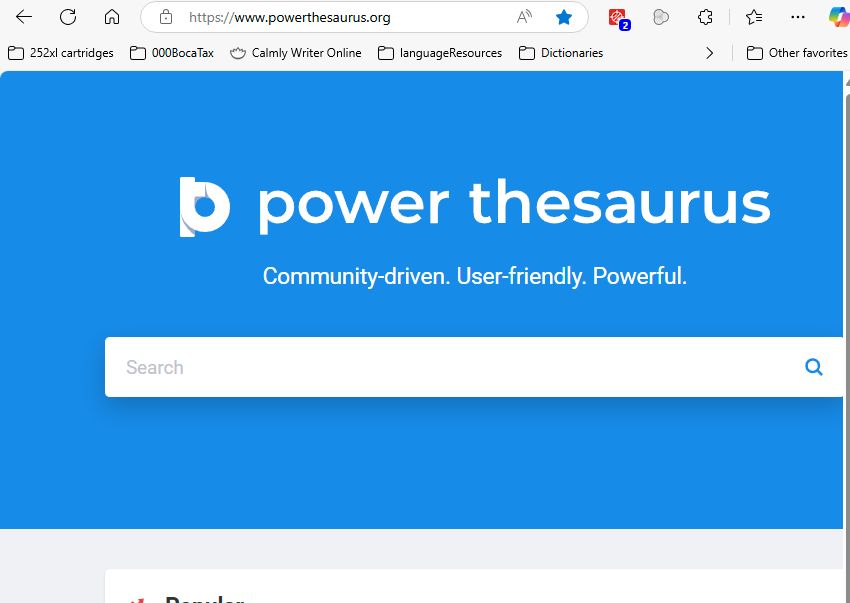 https://www.powerthesaurus.org
2
252xl cartridges 000BocaTax Calmly Writer Online languageResources Dictionaries Other favorites
power thesaurus
Community-driven. User-friendly. Powerful.
Search
Popular